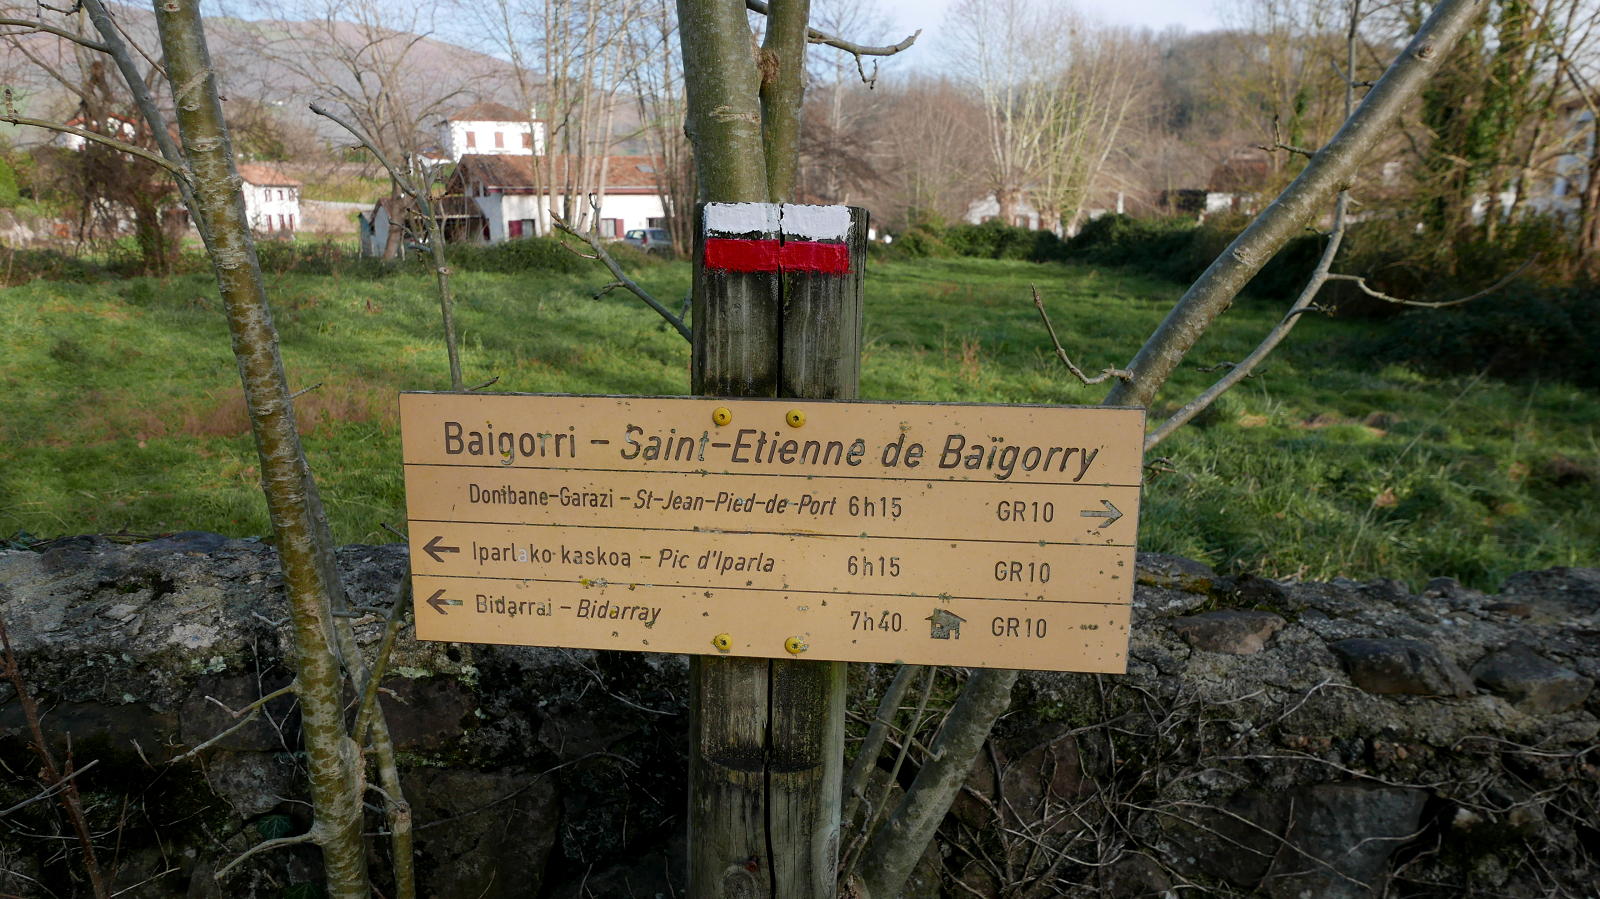 Baigorri - Saint-Etienne de Baïgorry
Donibane-Garazi - St-Jean-Pied-de-Port 6h15 GR10 →
← Iparlako kaskoa - Pic d'Iparla 6h15 GR10
← Bidarrai - Bidarray 7h40 GR10